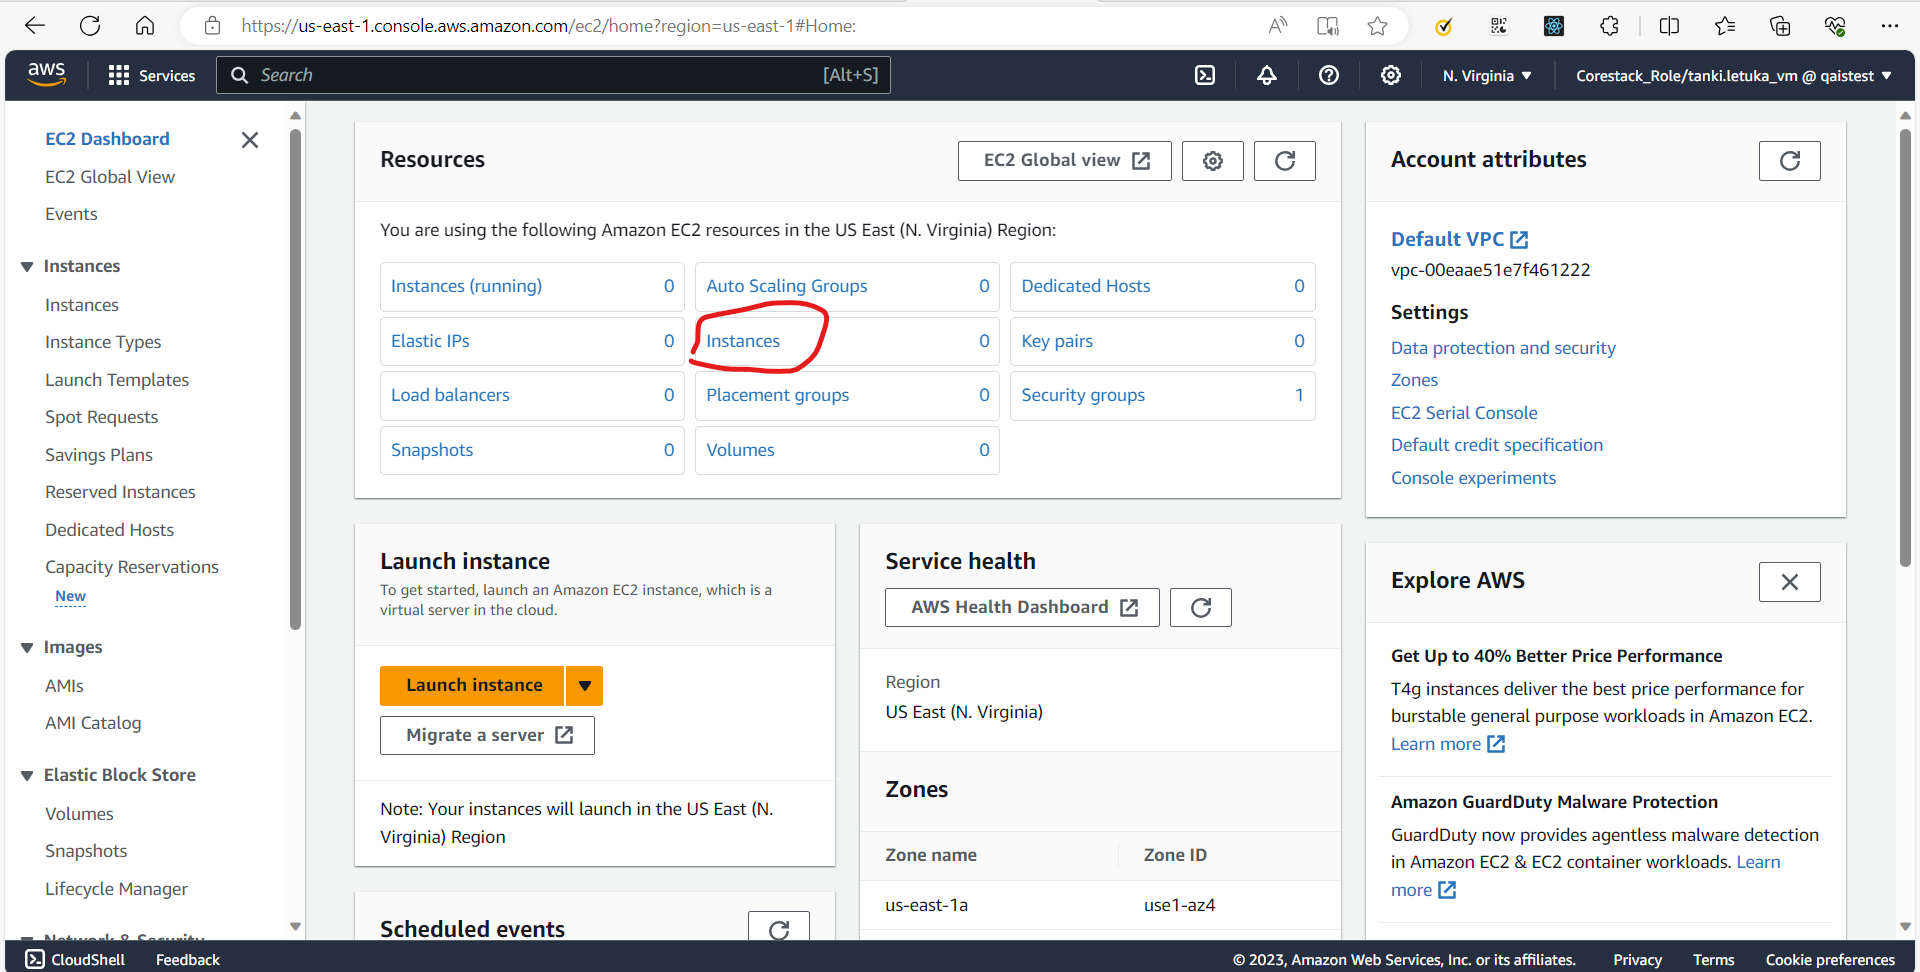 https://us-east-1.console.aws.amazon.com/ec2/home?region=us-east-1#Home:
aws
Services
Search
[Alt+S]
N. Virginia
Corestack_Role/tanki.letuka_vm @ qaistest
EC2 Dashboard
EC2 Global View
Events
Instances
Instances
Instance Types
Launch Templates
Spot Requests
Savings Plans
Reserved Instances
Dedicated Hosts
Capacity Reservations
New
Images
AMIs
AMI Catalog
Elastic Block Store
Volumes
Snapshots
Lifecycle Manager
Network & Security
Resources
EC2 Global view
You are using the following Amazon EC2 resources in the US East (N. Virginia) Region:
Instances (running) 0
Auto Scaling Groups 0
Dedicated Hosts 0
Elastic IPs 0
Instances 0
Key pairs 0
Load balancers 0
Placement groups 0
Security groups 1
Snapshots 0
Volumes 0
Launch instance
To get started, launch an Amazon EC2 instance, which is a
virtual server in the cloud.
Launch instance
Migrate a server
Note: Your instances will launch in the US East (N.
Virginia) Region
Scheduled events
Service health
AWS Health Dashboard
Region
US East (N. Virginia)
Zones
Zone name Zone ID
us-east-1a use1-az4
Account attributes
Default VPC
vpc-00eaae51e7f461222
Settings
Data protection and security
Zones
EC2 Serial Console
Default credit specification
Console experiments
Explore AWS
Get Up to 40% Better Price Performance
T4g instances deliver the best price performance for
burstable general purpose workloads in Amazon EC2.
Learn more
Amazon GuardDuty Malware Protection
GuardDuty now provides agentless malware detection
in Amazon EC2 & EC2 container workloads. Learn
more
CloudShell
Feedback
© 2023, Amazon Web Services, Inc. or its affiliates.
Privacy
Terms
Cookie preferences